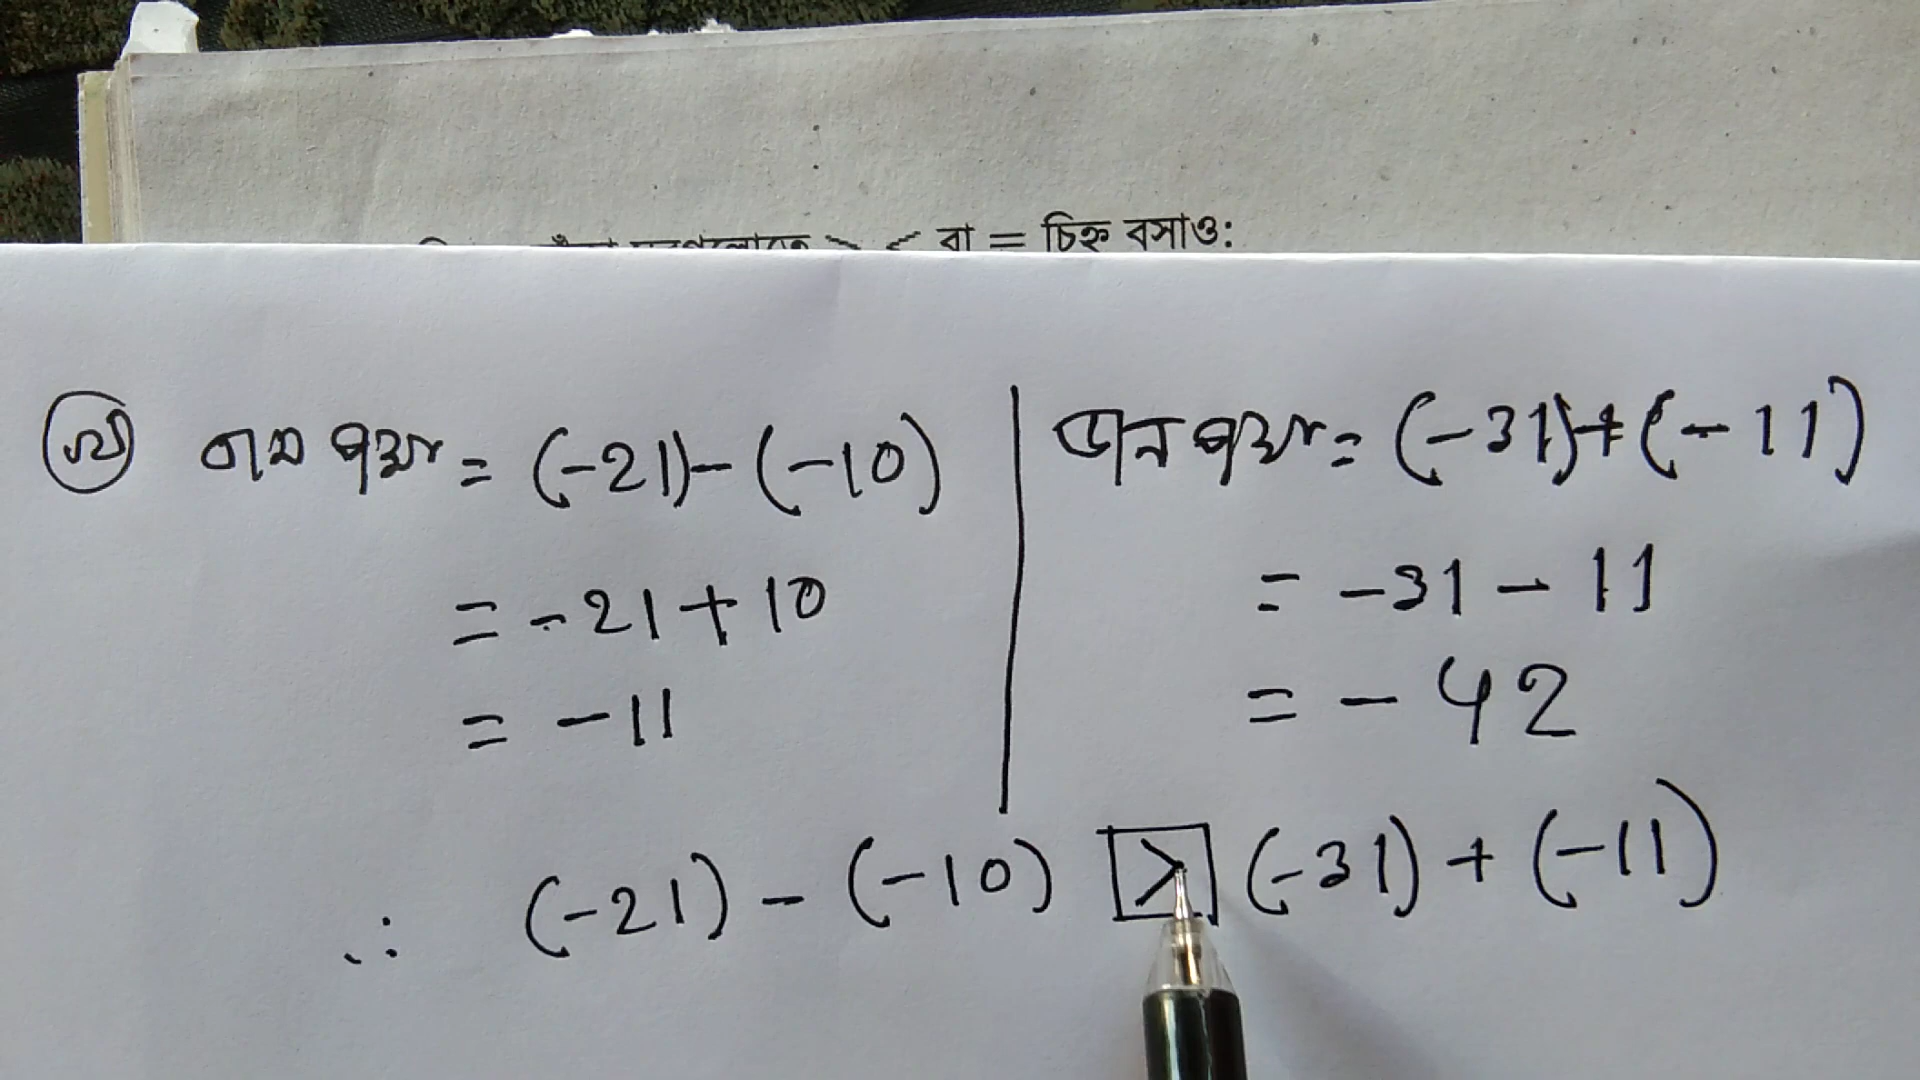 বা = চিহ্ন বসাও:
বাম পক্ষ = (-21) - (-10)
= -21 + 10
= -11
ডান পক্ষ = (-31) + (-11)
= -31 - 11
= - 42
∴ (-21) - (-10) > (-31) + (-11)